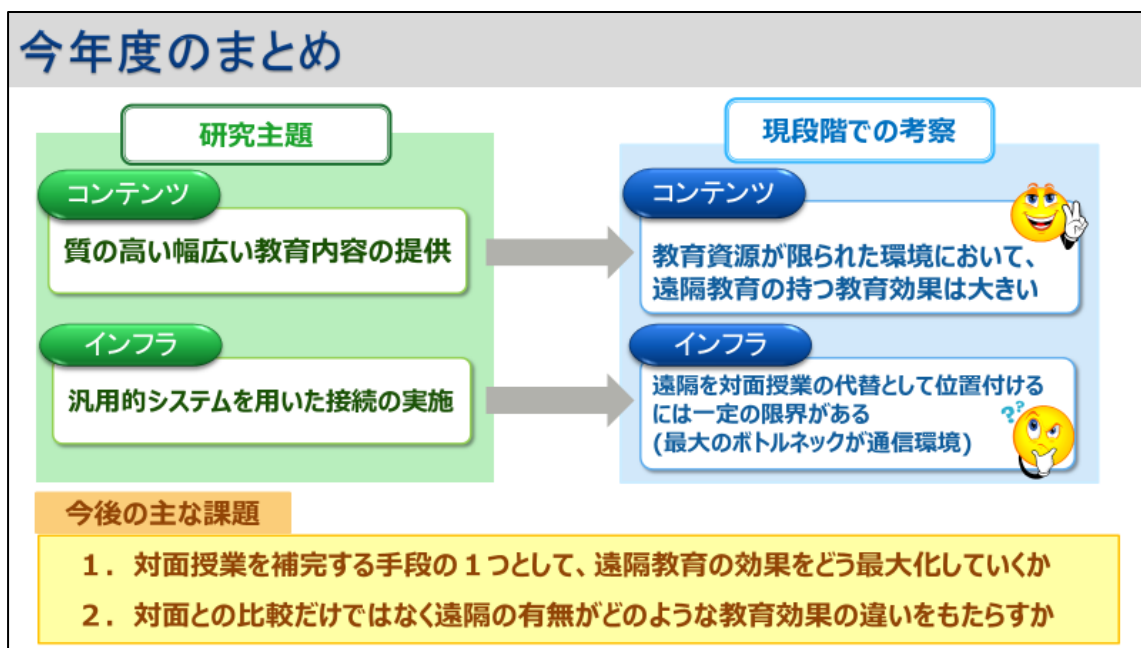 今年度のまとめ
研究主題
コンテンツ
質の高い幅広い教育内容の提供
インフラ
汎用的システムを用いた接続の実施
現段階での考察
コンテンツ
教育資源が限られた環境において、
遠隔教育の持つ教育効果は大きい
インフラ
遠隔を対面授業の代替として位置付ける
には一定の限界がある
(最大のボトルネックが通信環境)
??
今後の主な課題
1. 対面授業を補完する手段の1つとして、遠隔教育の効果をどう最大化していくか
2. 対面との比較だけではなく遠隔の有無がどのような教育効果の違いをもたらすか